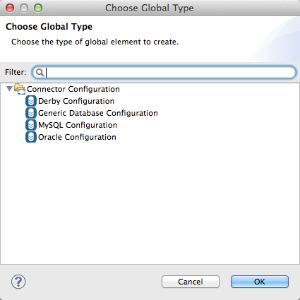 Choose Global Type
Choose Global Type
Choose the type of global element to create.
Filter:
Connector Configuration
Derby Configuration
Generic Database Configuration
MySQL Configuration
Oracle Configuration
?
Cancel
OK